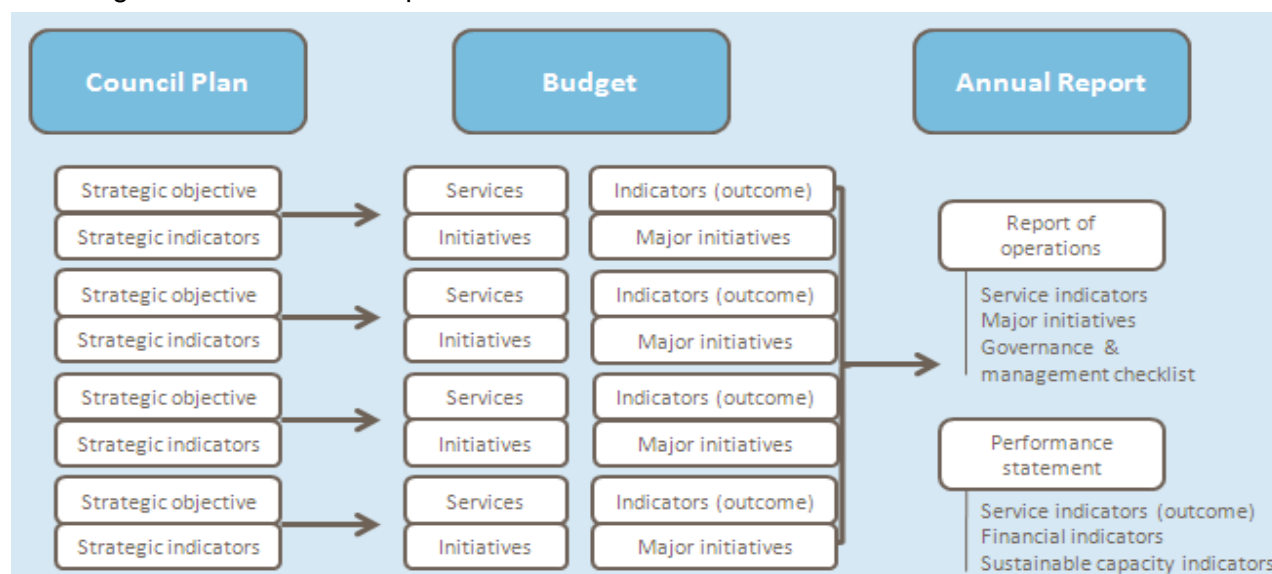 Council Plan
Budget
Annual Report
Strategic objective
Strategic indicators
Services
Initiatives
Indicators (outcome)
Major initiatives
Strategic objective
Strategic indicators
Services
Initiatives
Indicators (outcome)
Major initiatives
Strategic objective
Strategic indicators
Services
Initiatives
Indicators (outcome)
Major initiatives
Strategic objective
Strategic indicators
Services
Initiatives
Indicators (outcome)
Major initiatives
Report of
operations
Service indicators
Major initiatives
Governance &
management checklist
Performance
statement
Service indicators (outcome)
Financial indicators
Sustainable capacity indicators